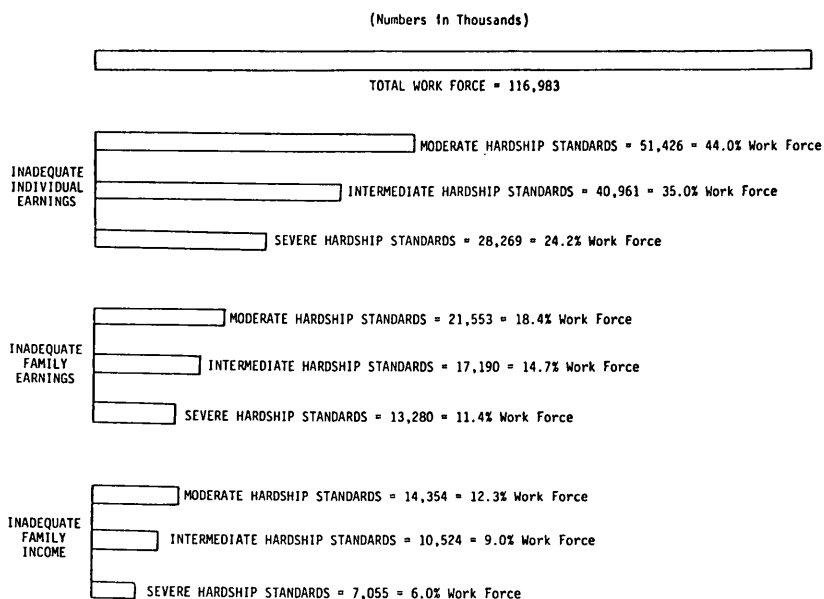 (Numbers in Thousands)
TOTAL WORK FORCE = 116,983
INADEQUATE
INDIVIDUAL
EARNINGS
MODERATE HARDSHIP STANDARDS = 51,426 = 44.0% Work Force
INTERMEDIATE HARDSHIP STANDARDS = 40,961 = 35.0% Work Force
SEVERE HARDSHIP STANDARDS = 28,269 = 24.2% Work Force
INADEQUATE
FAMILY
EARNINGS
MODERATE HARDSHIP STANDARDS = 21,553 = 18.4% Work Force
INTERMEDIATE HARDSHIP STANDARDS = 17,190 = 14.7% Work Force
SEVERE HARDSHIP STANDARDS = 13,280 = 11.4% Work Force
INADEQUATE
FAMILY
INCOME
MODERATE HARDSHIP STANDARDS = 14,354 = 12.3% Work Force
INTERMEDIATE HARDSHIP STANDARDS = 10,524 = 9.0% Work Force
SEVERE HARDSHIP STANDARDS = 7,055 = 6.0% Work Force